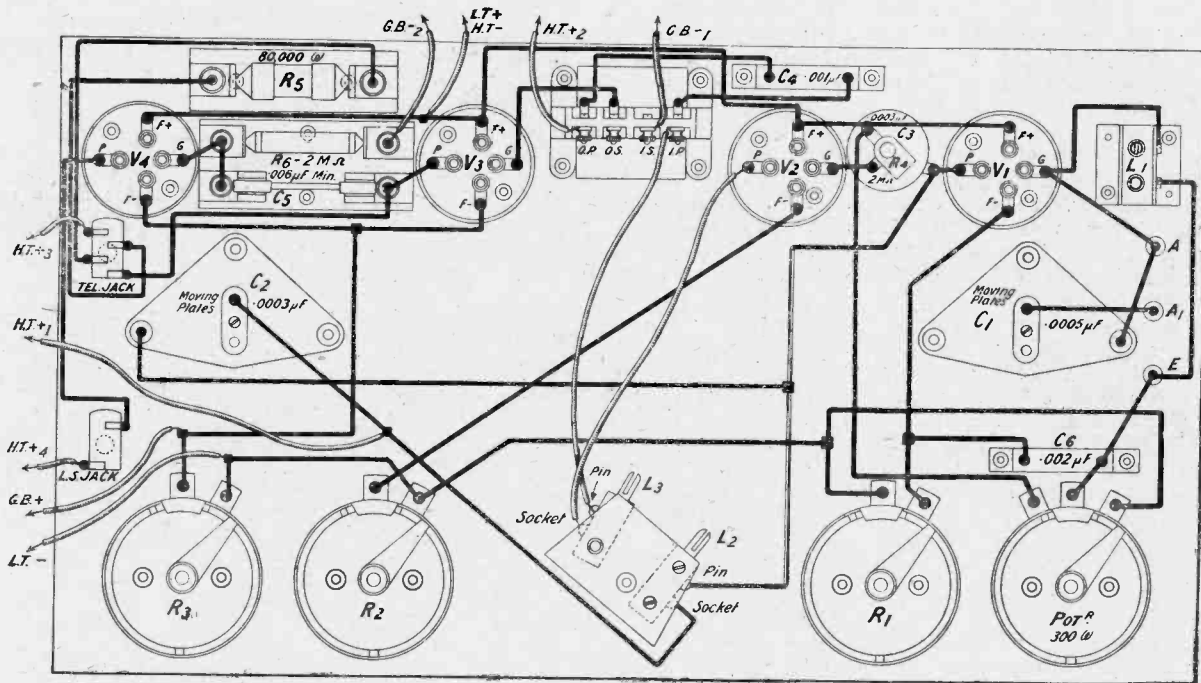 G.B.-2
L.T+
H.T-
H.T.+2
G.B-1
80,000 ω
R5
C4 .001μF
F+
P
V4
G
F-
R6-2 MΩ
.006μF Min.
C5
F+
P
V3
G
F-
O.P.
O.S.
I.S.
I.P.
F+
P
V2
G
F-
.0003μF
C3
R4
2MΩ
F+
P
V1
G
F-
L1
H.T.+3
TEL. JACK
C2
Moving
Plates
.0003μF
Moving
Plates
C1
.0005μF
A
A1
E
H.T.+1
H.T.+4
L.S. JACK
G.B.+
L.T.-
C6
.002μF
Pin
L3
Socket
L2
Pin
Socket
R3
R2
R1
POTR
300 ω